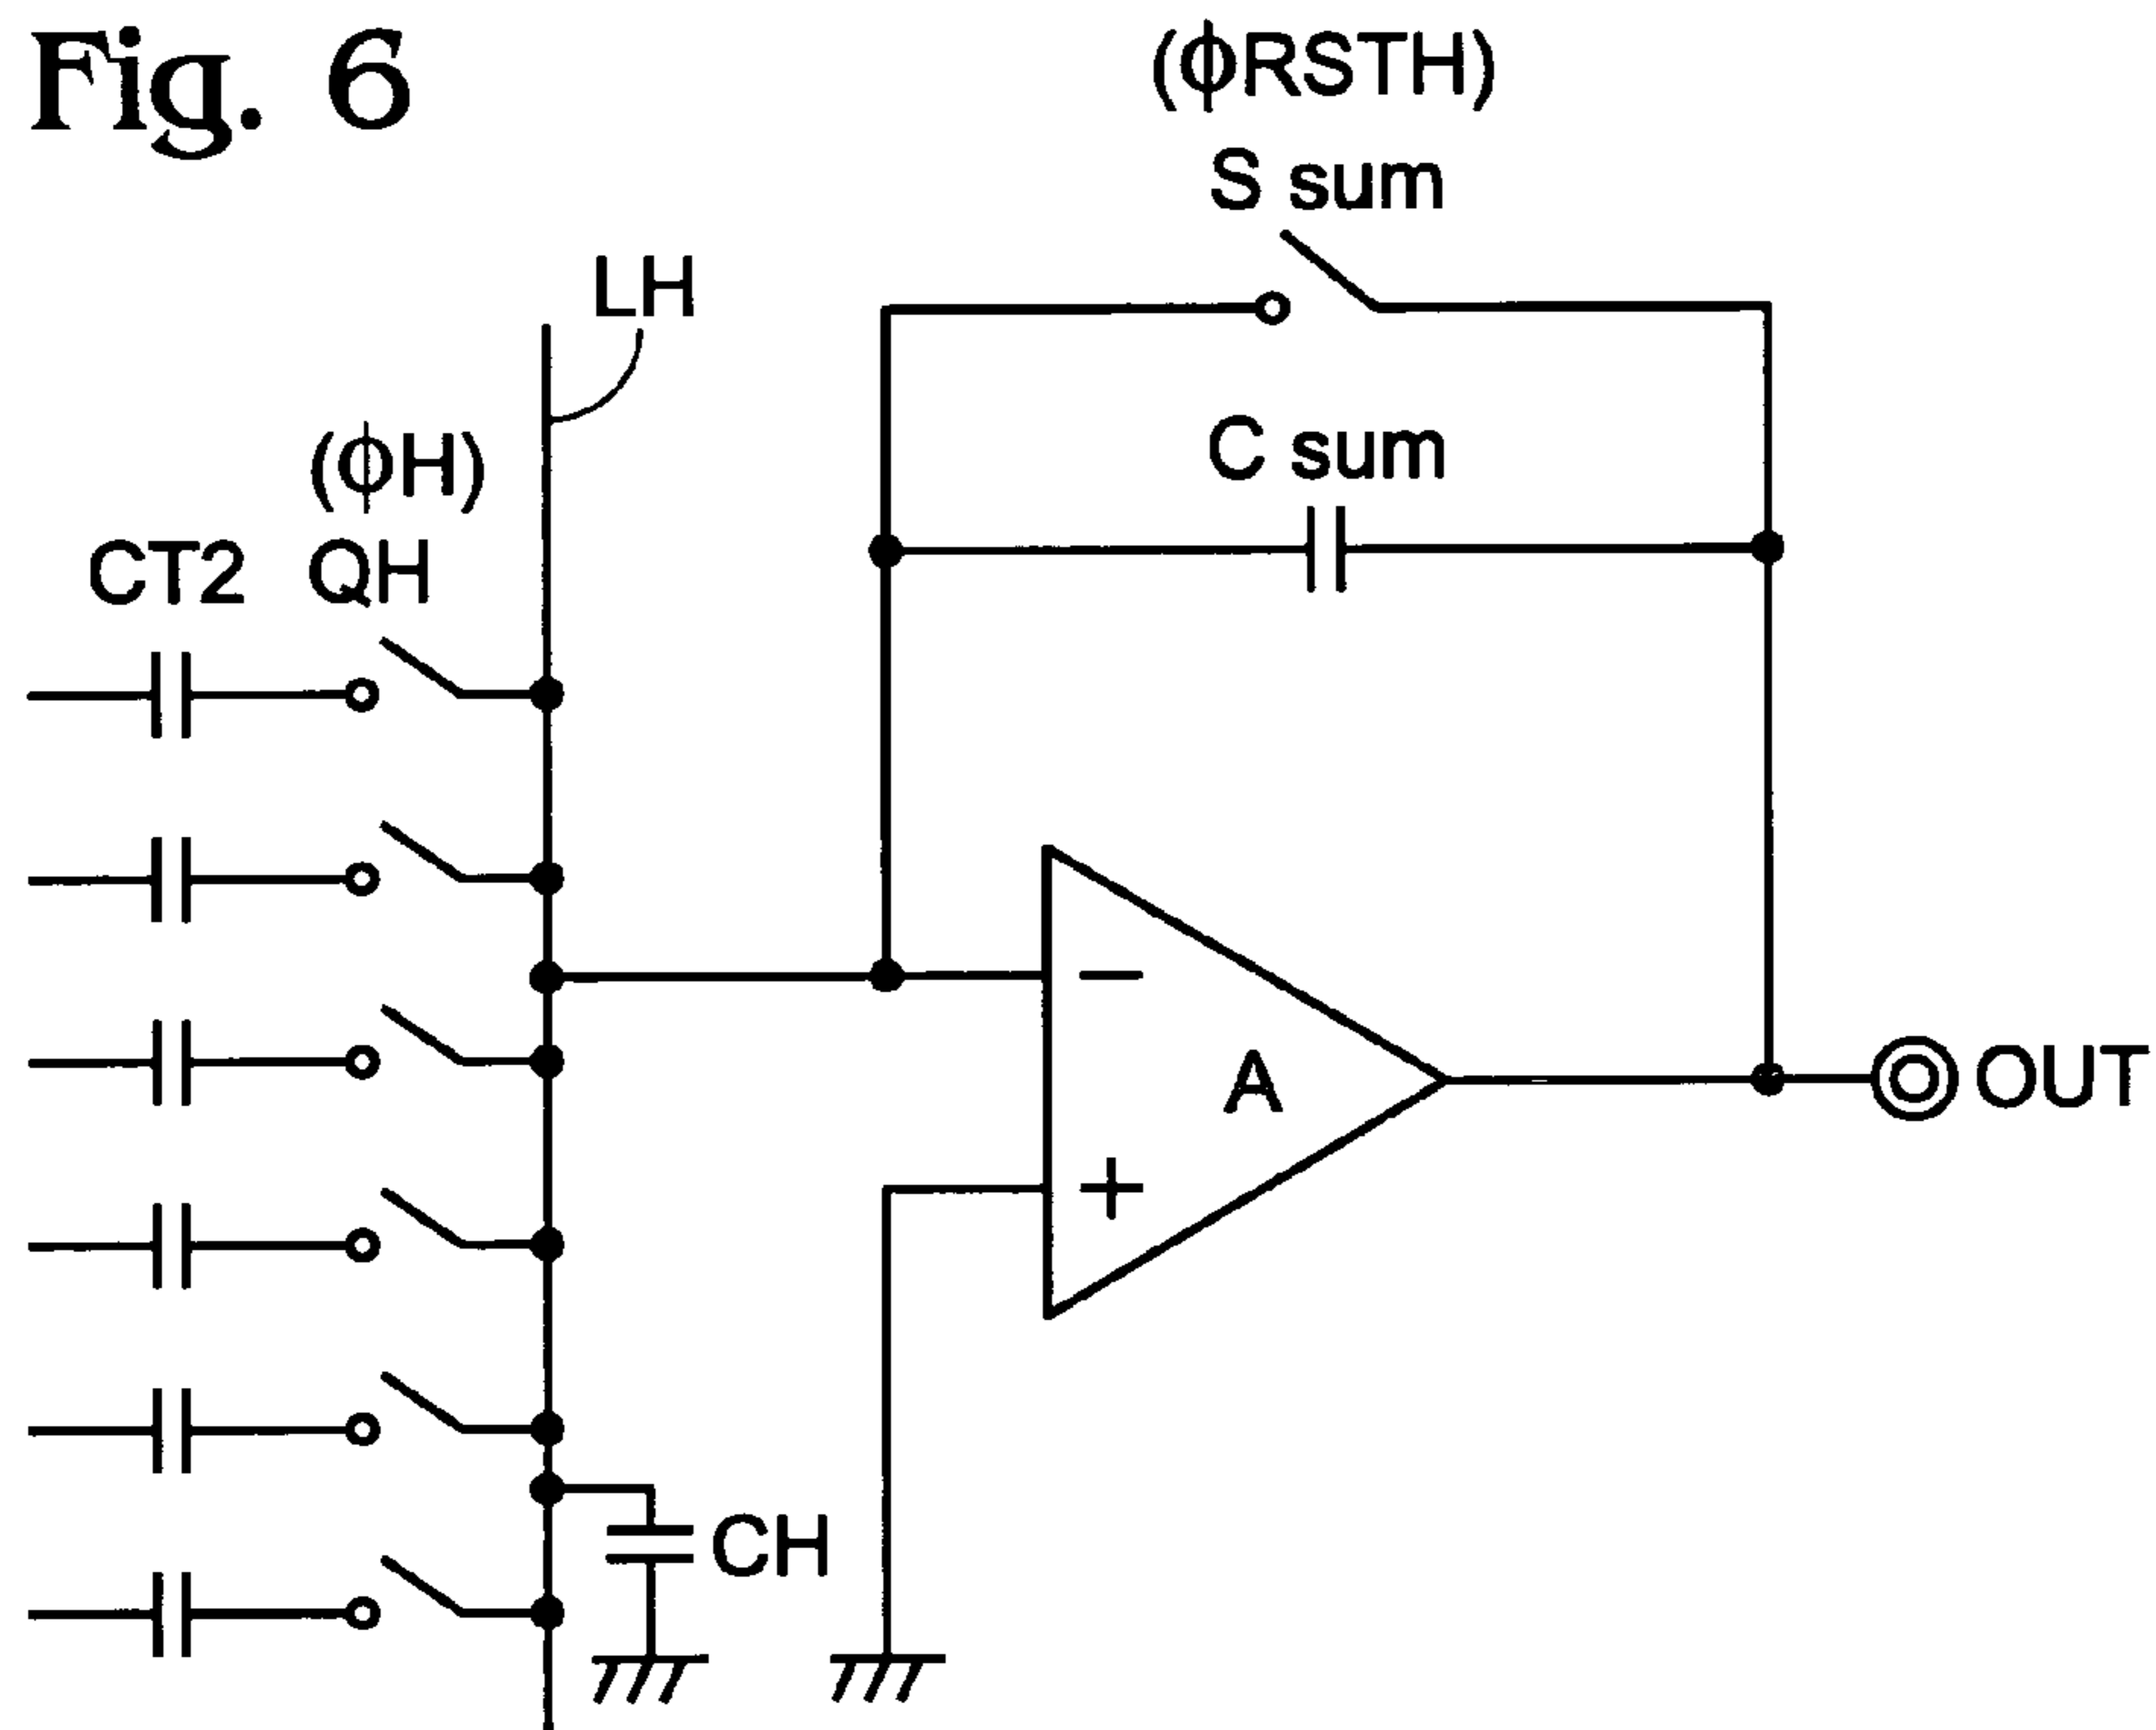 Fig. 6
(ϕRSTH)
S sum
LH
C sum
(ϕH)
CT2 QH
−
A
+
OUT
CH